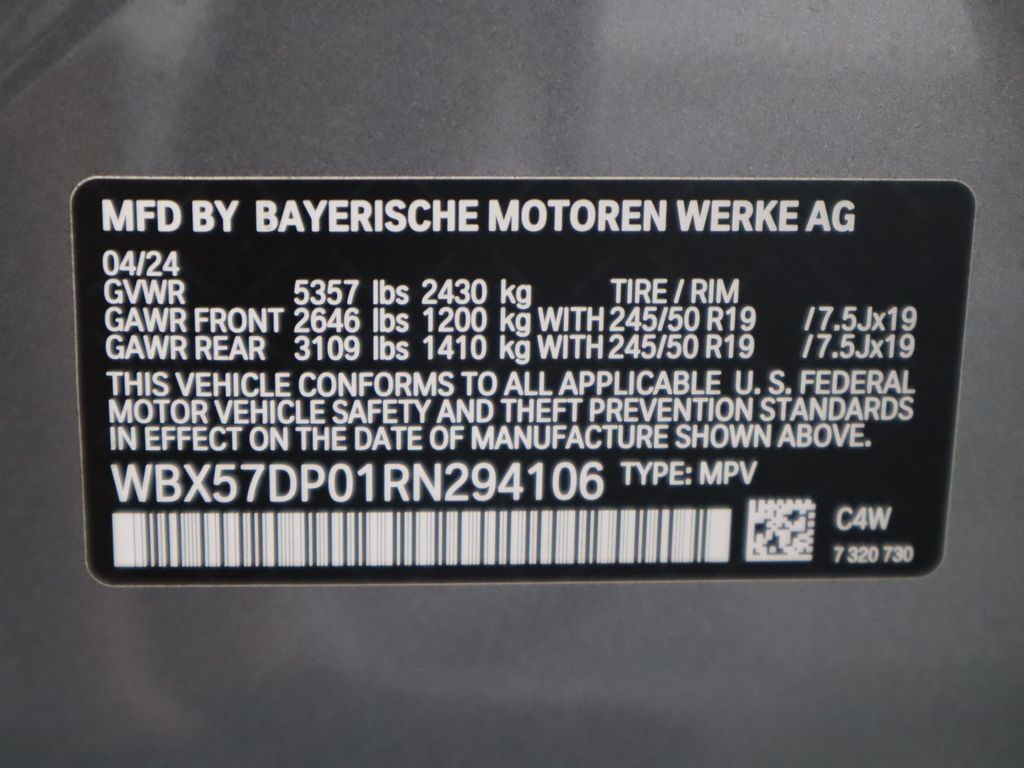 MFD BY BAYERISCHE MOTOREN WERKE AG
04/24
GVWR 5357 lbs 2430 kg TIRE / RIM
GAWR FRONT 2646 lbs 1200 kg WITH 245/50 R19 /7.5Jx19
GAWR REAR 3109 lbs 1410 kg WITH 245/50 R19 /7.5Jx19
THIS VEHICLE CONFORMS TO ALL APPLICABLE U. S. FEDERAL
MOTOR VEHICLE SAFETY AND THEFT PREVENTION STANDARDS
IN EFFECT ON THE DATE OF MANUFACTURE SHOWN ABOVE.
WBX57DP01RN294106 TYPE: MPV
C4W
7 320 730